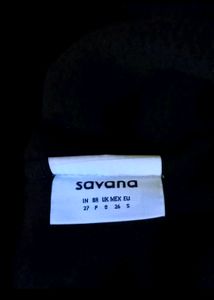 savana
IN BR UK MEX EU
27 P 8 26 S